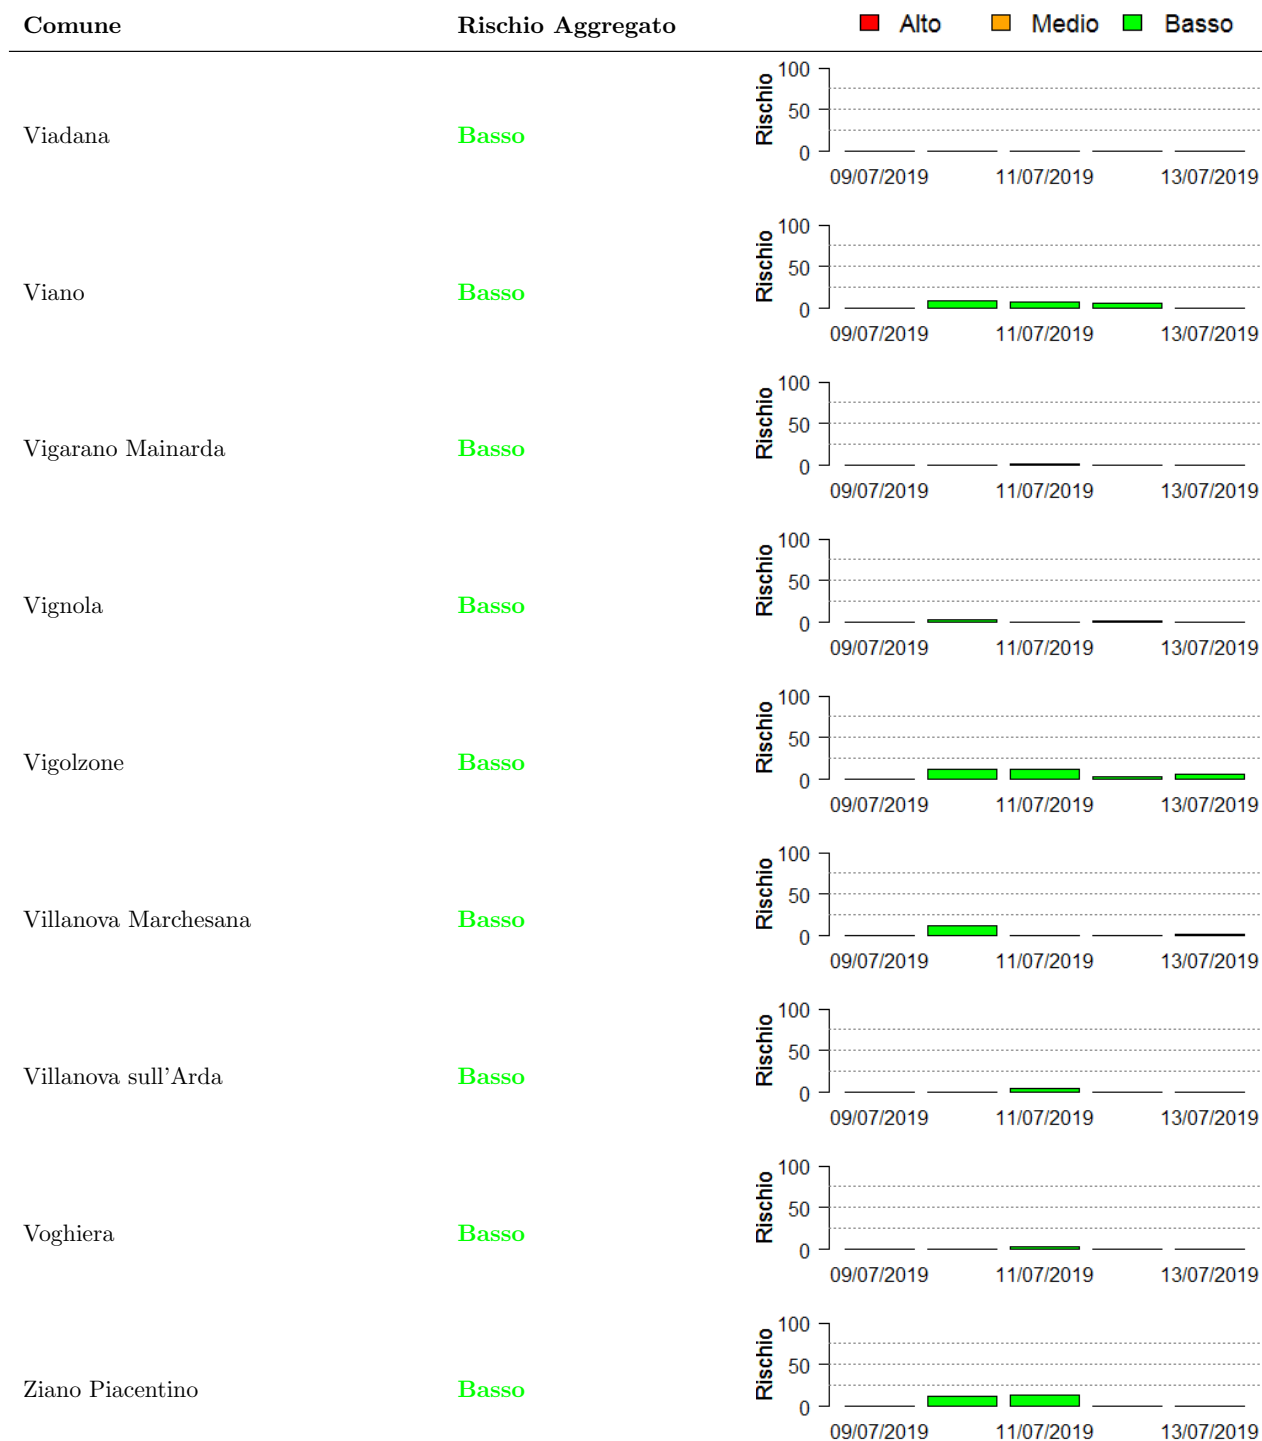 Comune Rischio Aggregato Alto Medio Basso
Viadana Basso
Rischio
100
50
0
09/07/2019 11/07/2019 13/07/2019
Viano Basso
Rischio
100
50
0
09/07/2019 11/07/2019 13/07/2019
Vigarano Mainarda Basso
Rischio
100
50
0
09/07/2019 11/07/2019 13/07/2019
Vignola Basso
Rischio
100
50
0
09/07/2019 11/07/2019 13/07/2019
Vigolzone Basso
Rischio
100
50
0
09/07/2019 11/07/2019 13/07/2019
Villanova Marchesana Basso
Rischio
100
50
0
09/07/2019 11/07/2019 13/07/2019
Villanova sull'Arda Basso
Rischio
100
50
0
09/07/2019 11/07/2019 13/07/2019
Voghiera Basso
Rischio
100
50
0
09/07/2019 11/07/2019 13/07/2019
Ziano Piacentino Basso
Rischio
100
50
0
09/07/2019 11/07/2019 13/07/2019